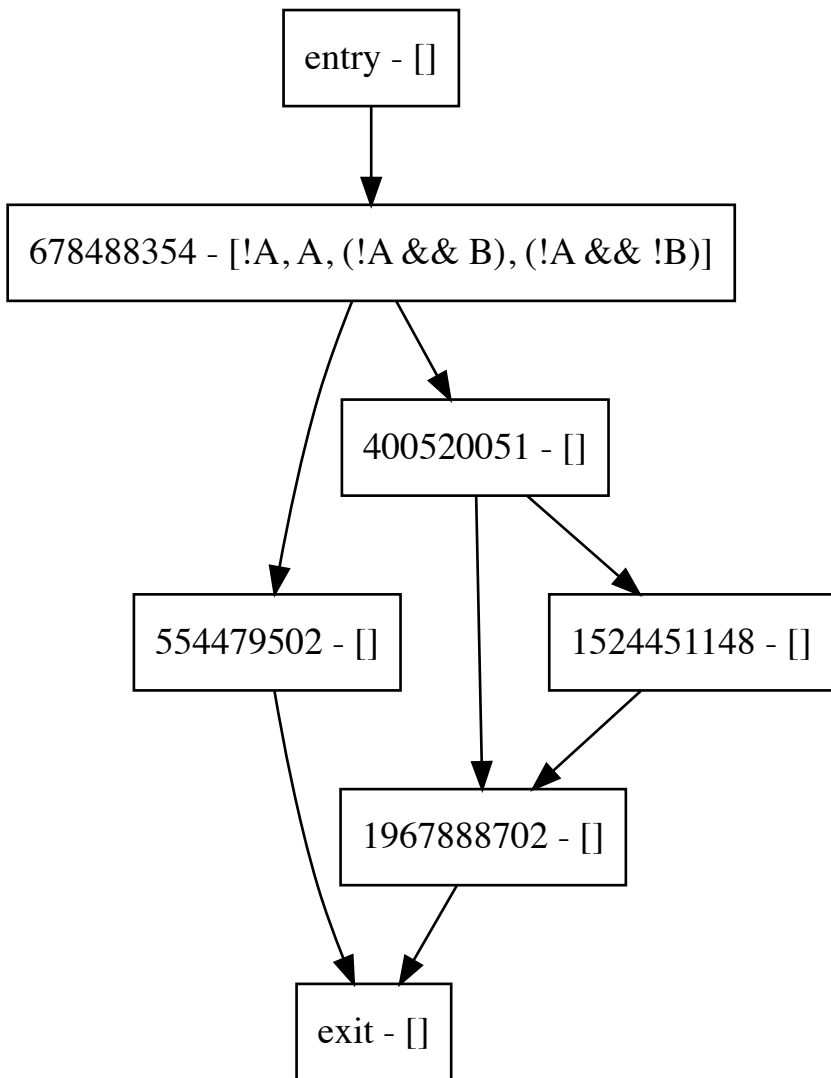 entry - []
678488354 - [!A, A, (!A && B), (!A && !B)]
400520051 - []
554479502 - []
1524451148 - []
1967888702 - []
exit - []